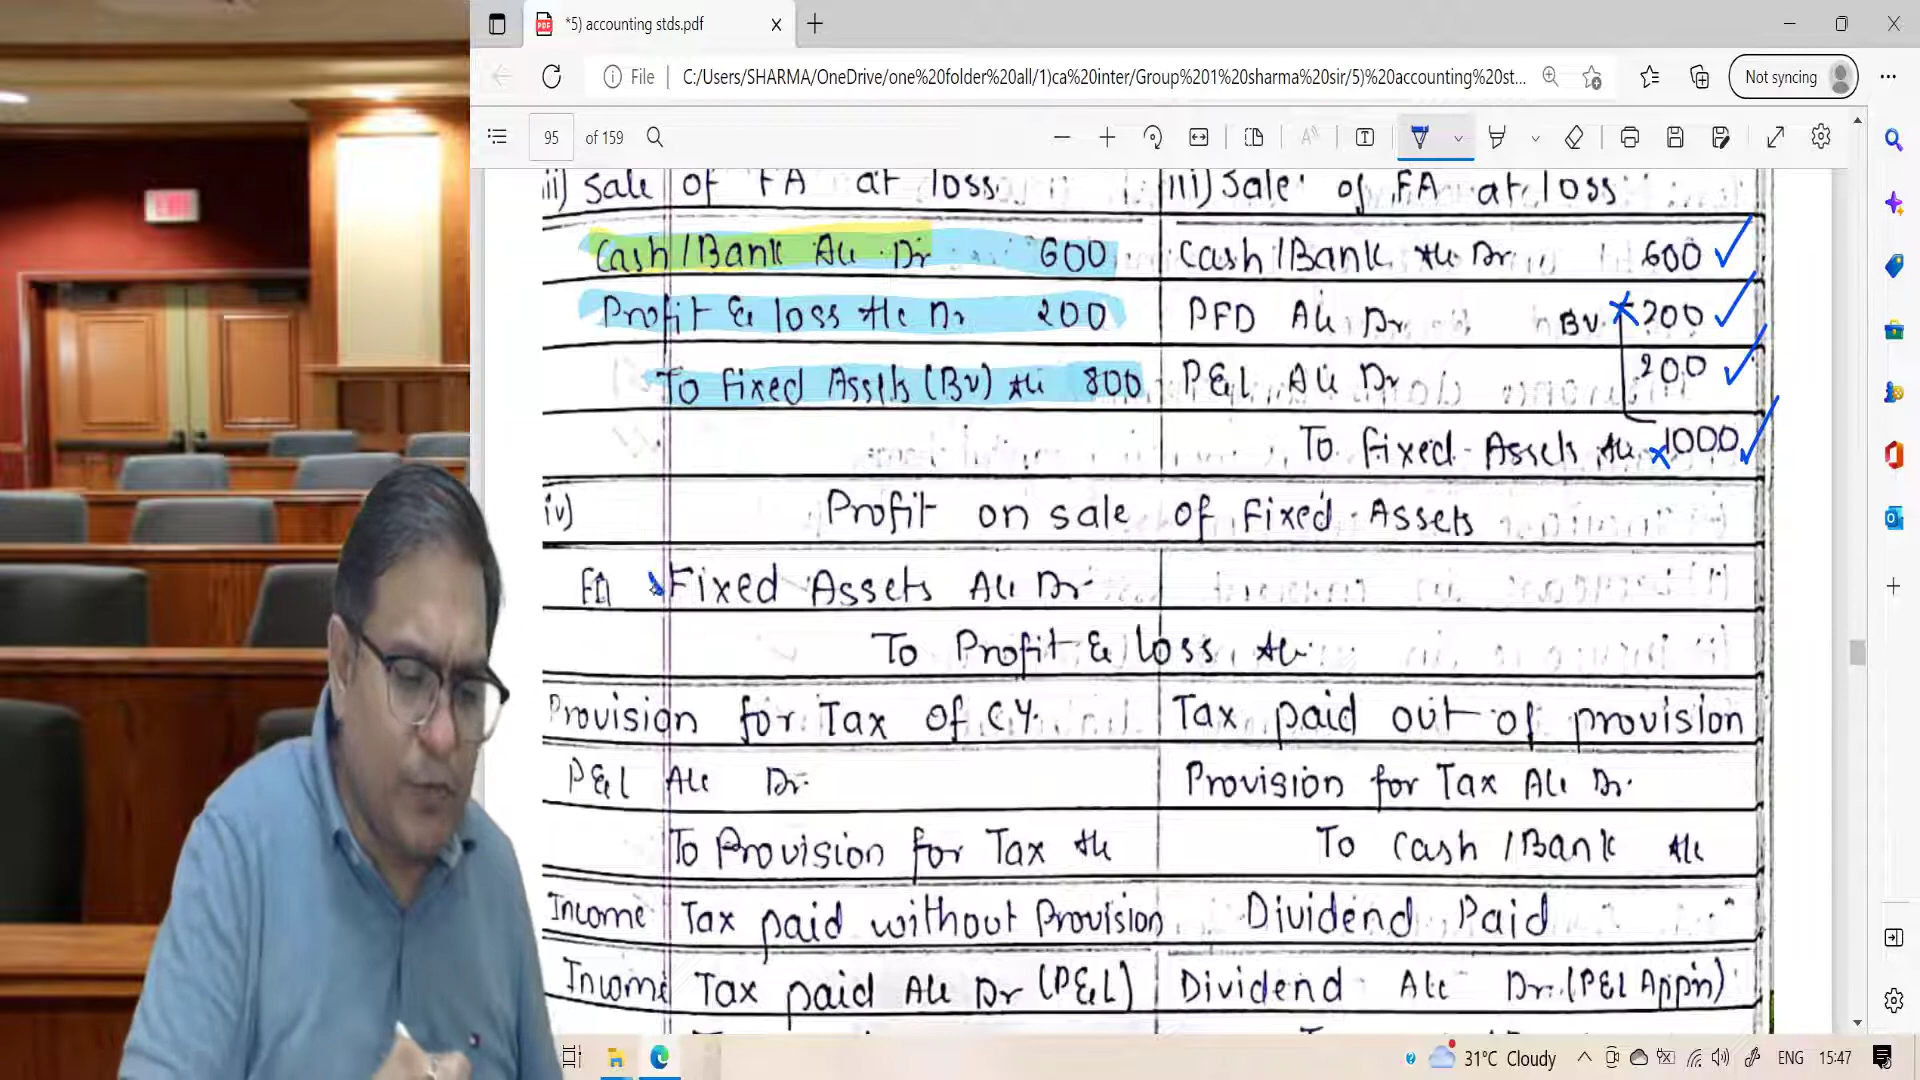 *5) accounting stds.pdf
File C:/Users/SHARMA/OneDrive/one%20folder%20all/1)ca%20inter/Group%201%20sharma%20sir/5)%20accounting%20st...
Not syncing
95 of 159
ii) Sale of FA at loss
iii) Sale of FA at loss
Cash/Bank A/c Dr 600
Cash/Bank A/c Dr 600
Profit & loss A/c Dr 200
PFD A/c Dr BV 200
To fixed Assets (BV) A/c 800
P&L A/c Dr 200
To fixed Assets A/c 1000
iv) Profit on sale of Fixed Assets
FA Fixed Assets A/c Dr
To Profit & loss A/c
Provision for Tax of C.Y.
Tax paid out of provision
P&L A/c Dr
Provision for Tax A/c Dr.
To Provision for Tax A/c
To Cash/Bank A/c
Income Tax paid without Provision
Dividend Paid
Income Tax paid A/c Dr (P&L)
Dividend A/c Dr. (P&L App'n)
31°C Cloudy
ENG 15:47